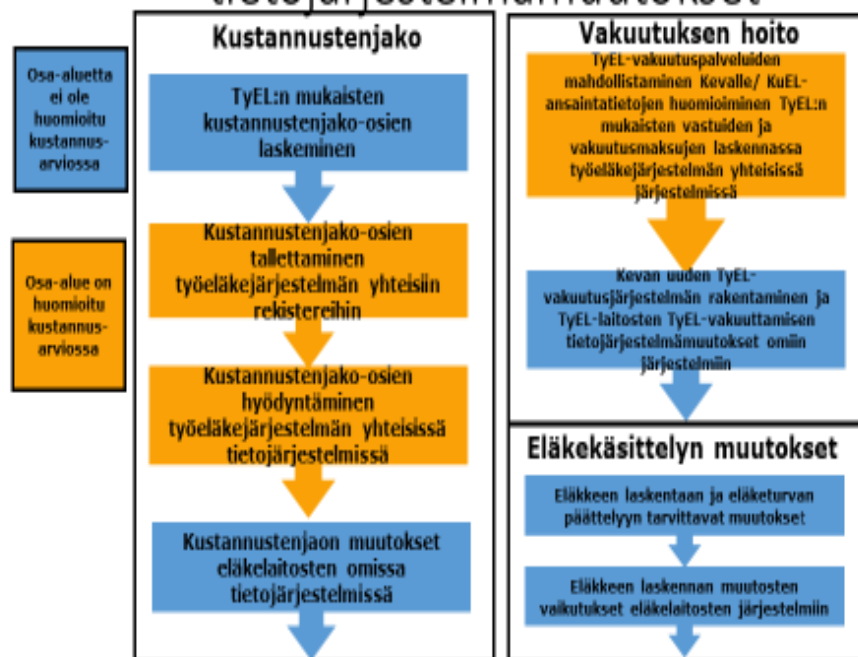 tietojärjestelmämuutokset
Osa-aluetta
ei ole
huomioitu
kustannus-
arviossa
Osa-alue on
huomioitu
kustannus-
arviossa
Kustannustenjako
TyEL:n mukaisten
kustannustenjako-osien
laskeminen
Kustannustenjako-osien
tallettaminen
työeläkejärjestelmän yhteisiin
rekistereihin
Kustannustenjako-osien
hyödyntäminen
työeläkejärjestelmän yhteisissä
tietojärjestelmissä
Kustannustenjaon muutokset
eläkelaitosten omissa
tietojärjestelmissä
Vakuutuksen hoito
TyEL-vakuutuspalveluiden
mahdollistaminen Kevalle/ KuEL-
ansaintatietojen huomioiminen TyEL:n
mukaisten vastuiden ja
vakuutusmaksujen laskennassa
työeläkejärjestelmän yhteisissä
järjestelmissä
Kevan uuden TyEL-
vakuutusjärjestelmän rakentaminen ja
TyEL-laitosten TyEL-vakuuttamisen
tietojärjestelmämuutokset omiin
järjestelmiin
Eläkekäsittelyn muutokset
Eläkkeen laskentaan ja eläketurvan
päättelyyn tarvittavat muutokset
Eläkkeen laskennan muutosten
vaikutukset eläkelaitosten järjestelmiin